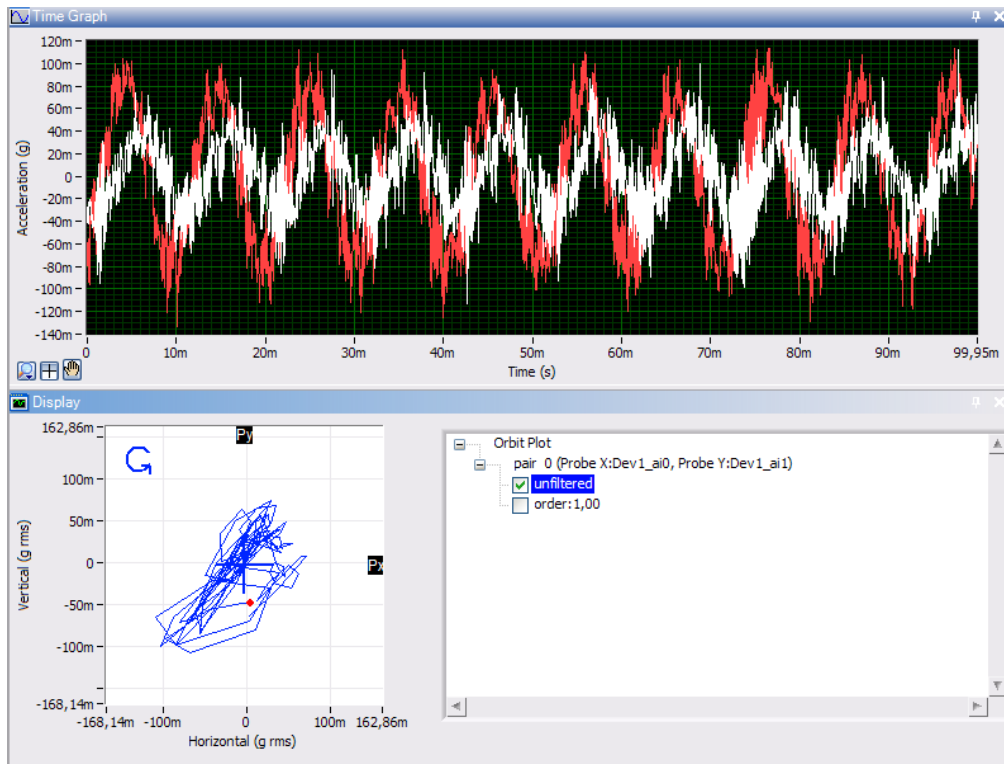 Time Graph
120m
100m
80m
60m
40m
20m
0
-20m
-40m
-60m
-80m
-100m
-120m
-140m
Acceleration (g)
0 10m 20m 30m 40m 50m 60m 70m 80m 90m 99,95m
Time (s)
Display
162,86m
100m
50m
0
-50m
-100m
-168,14m
Vertical (g rms)
Py
Px
-168,14m -100m 0 100m 162,86m
Horizontal (g rms)
Orbit Plot
pair 0 (Probe X:Dev1_ai0, Probe Y:Dev1_ai1)
unfiltered
order:1,00